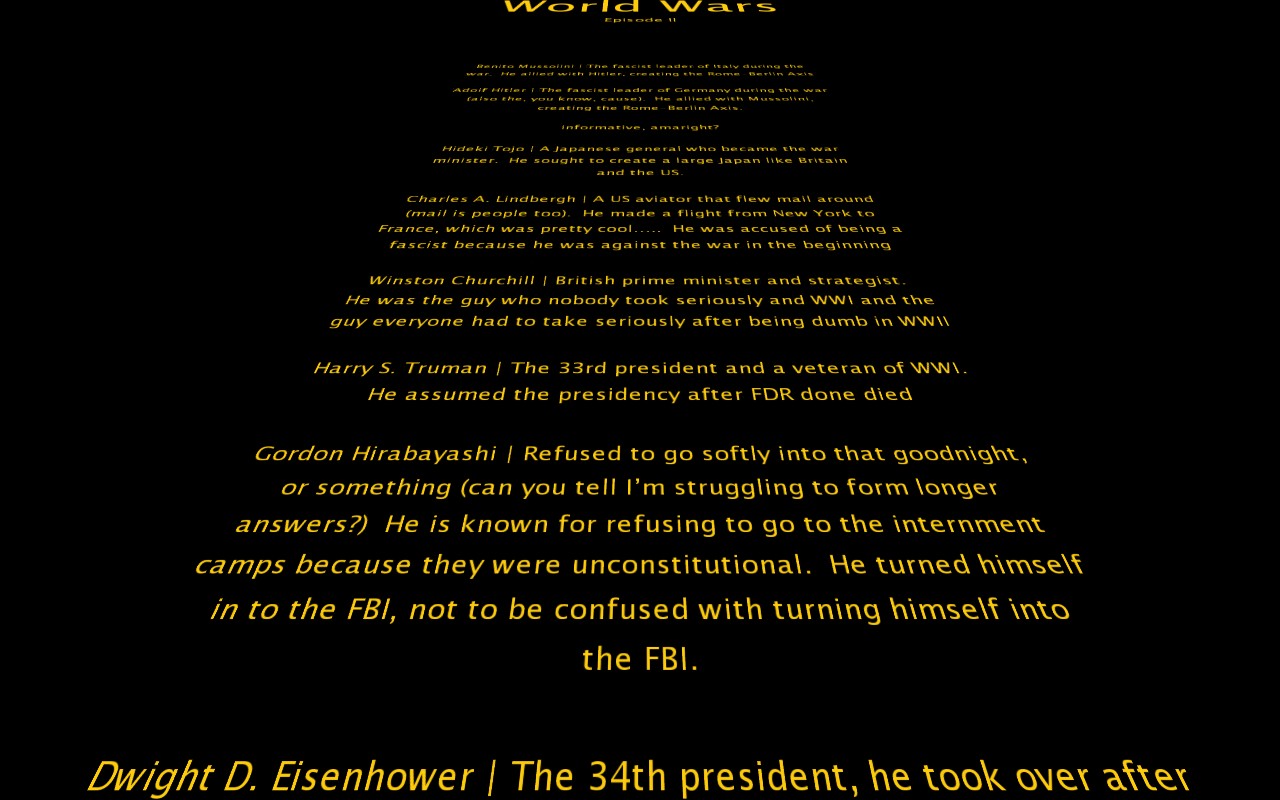 World Wars
Episode II
Benito Mussolini | The fascist leader of Italy during the
war.  He allied with Hitler, creating the Rome-Berlin Axis
Adolf Hitler | The fascist leader of Germany during the war
(also the, you know, cause).  He allied with Mussolini,
creating the Rome-Berlin Axis.
informative, amaright?
Hideki Tojo | A Japanese general who became the war
minister.  He sought to create a large Japan like Britain
and the US.
Charles A. Lindbergh | A US aviator that flew mail around
(mail is people too).  He made a flight from New York to
France, which was pretty cool.....  He was accused of being a
fascist because he was against the war in the beginning
Winston Churchill | British prime minister and strategist.
He was the guy who nobody took seriously and WWI and the
guy everyone had to take seriously after being dumb in WWII
Harry S. Truman | The 33rd president and a veteran of WWI.
He assumed the presidency after FDR done died
Gordon Hirabayashi | Refused to go softly into that goodnight,
or something (can you tell I’m struggling to form longer
answers?)  He is known for refusing to go to the internment
camps because they were unconstitutional.  He turned himself
in to the FBI, not to be confused with turning himself into
the FBI.
Dwight D. Eisenhower | The 34th president, he took over after